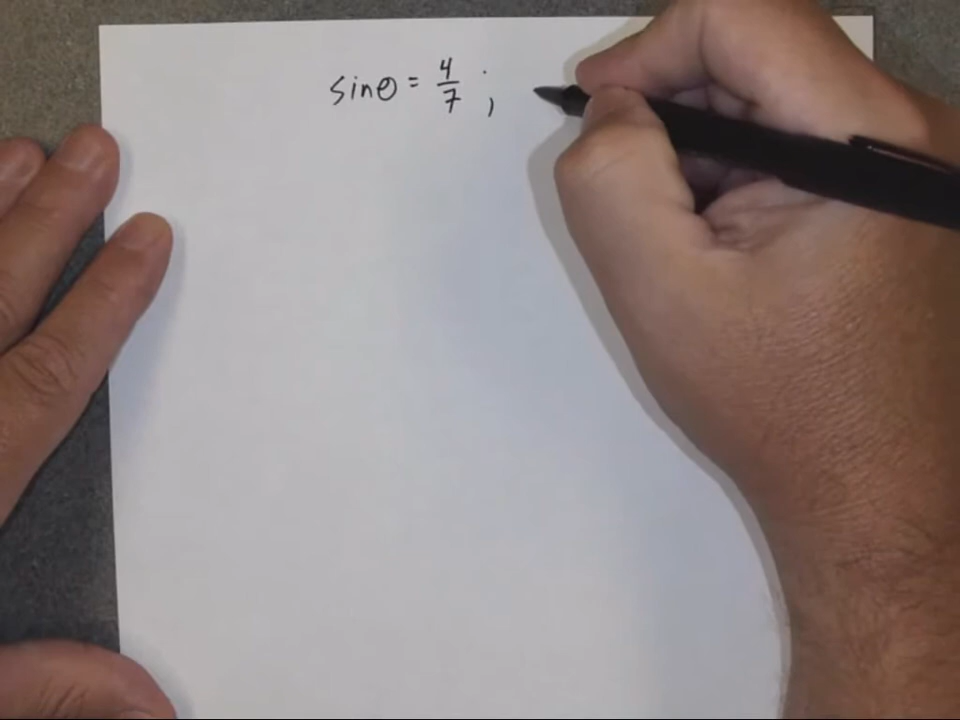 sinθ = 4/7 ;